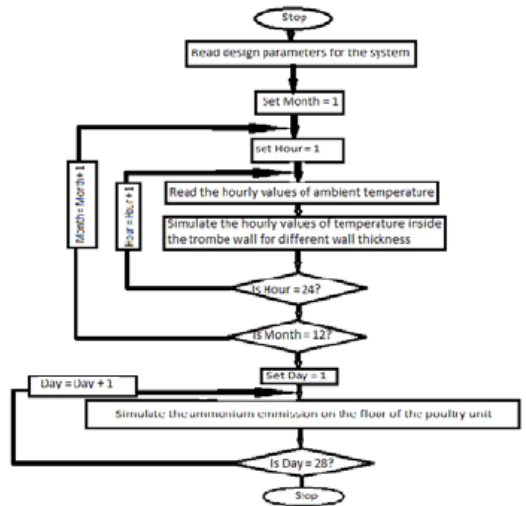 Stop
Read design parameters for the system
Set Month = 1
set Hour = 1
Month = Month + 1
Hour = Hour + 1
Read the hourly values of ambient temperature
Simulate the hourly values of temperature inside
the trombe wall for different wall thickness
Is Hour = 24?
Is Month = 12?
Set Day = 1
Day = Day + 1
Simulate the ammonium emmission on the floor of the poultry unit
Is Day = 28?
Stop